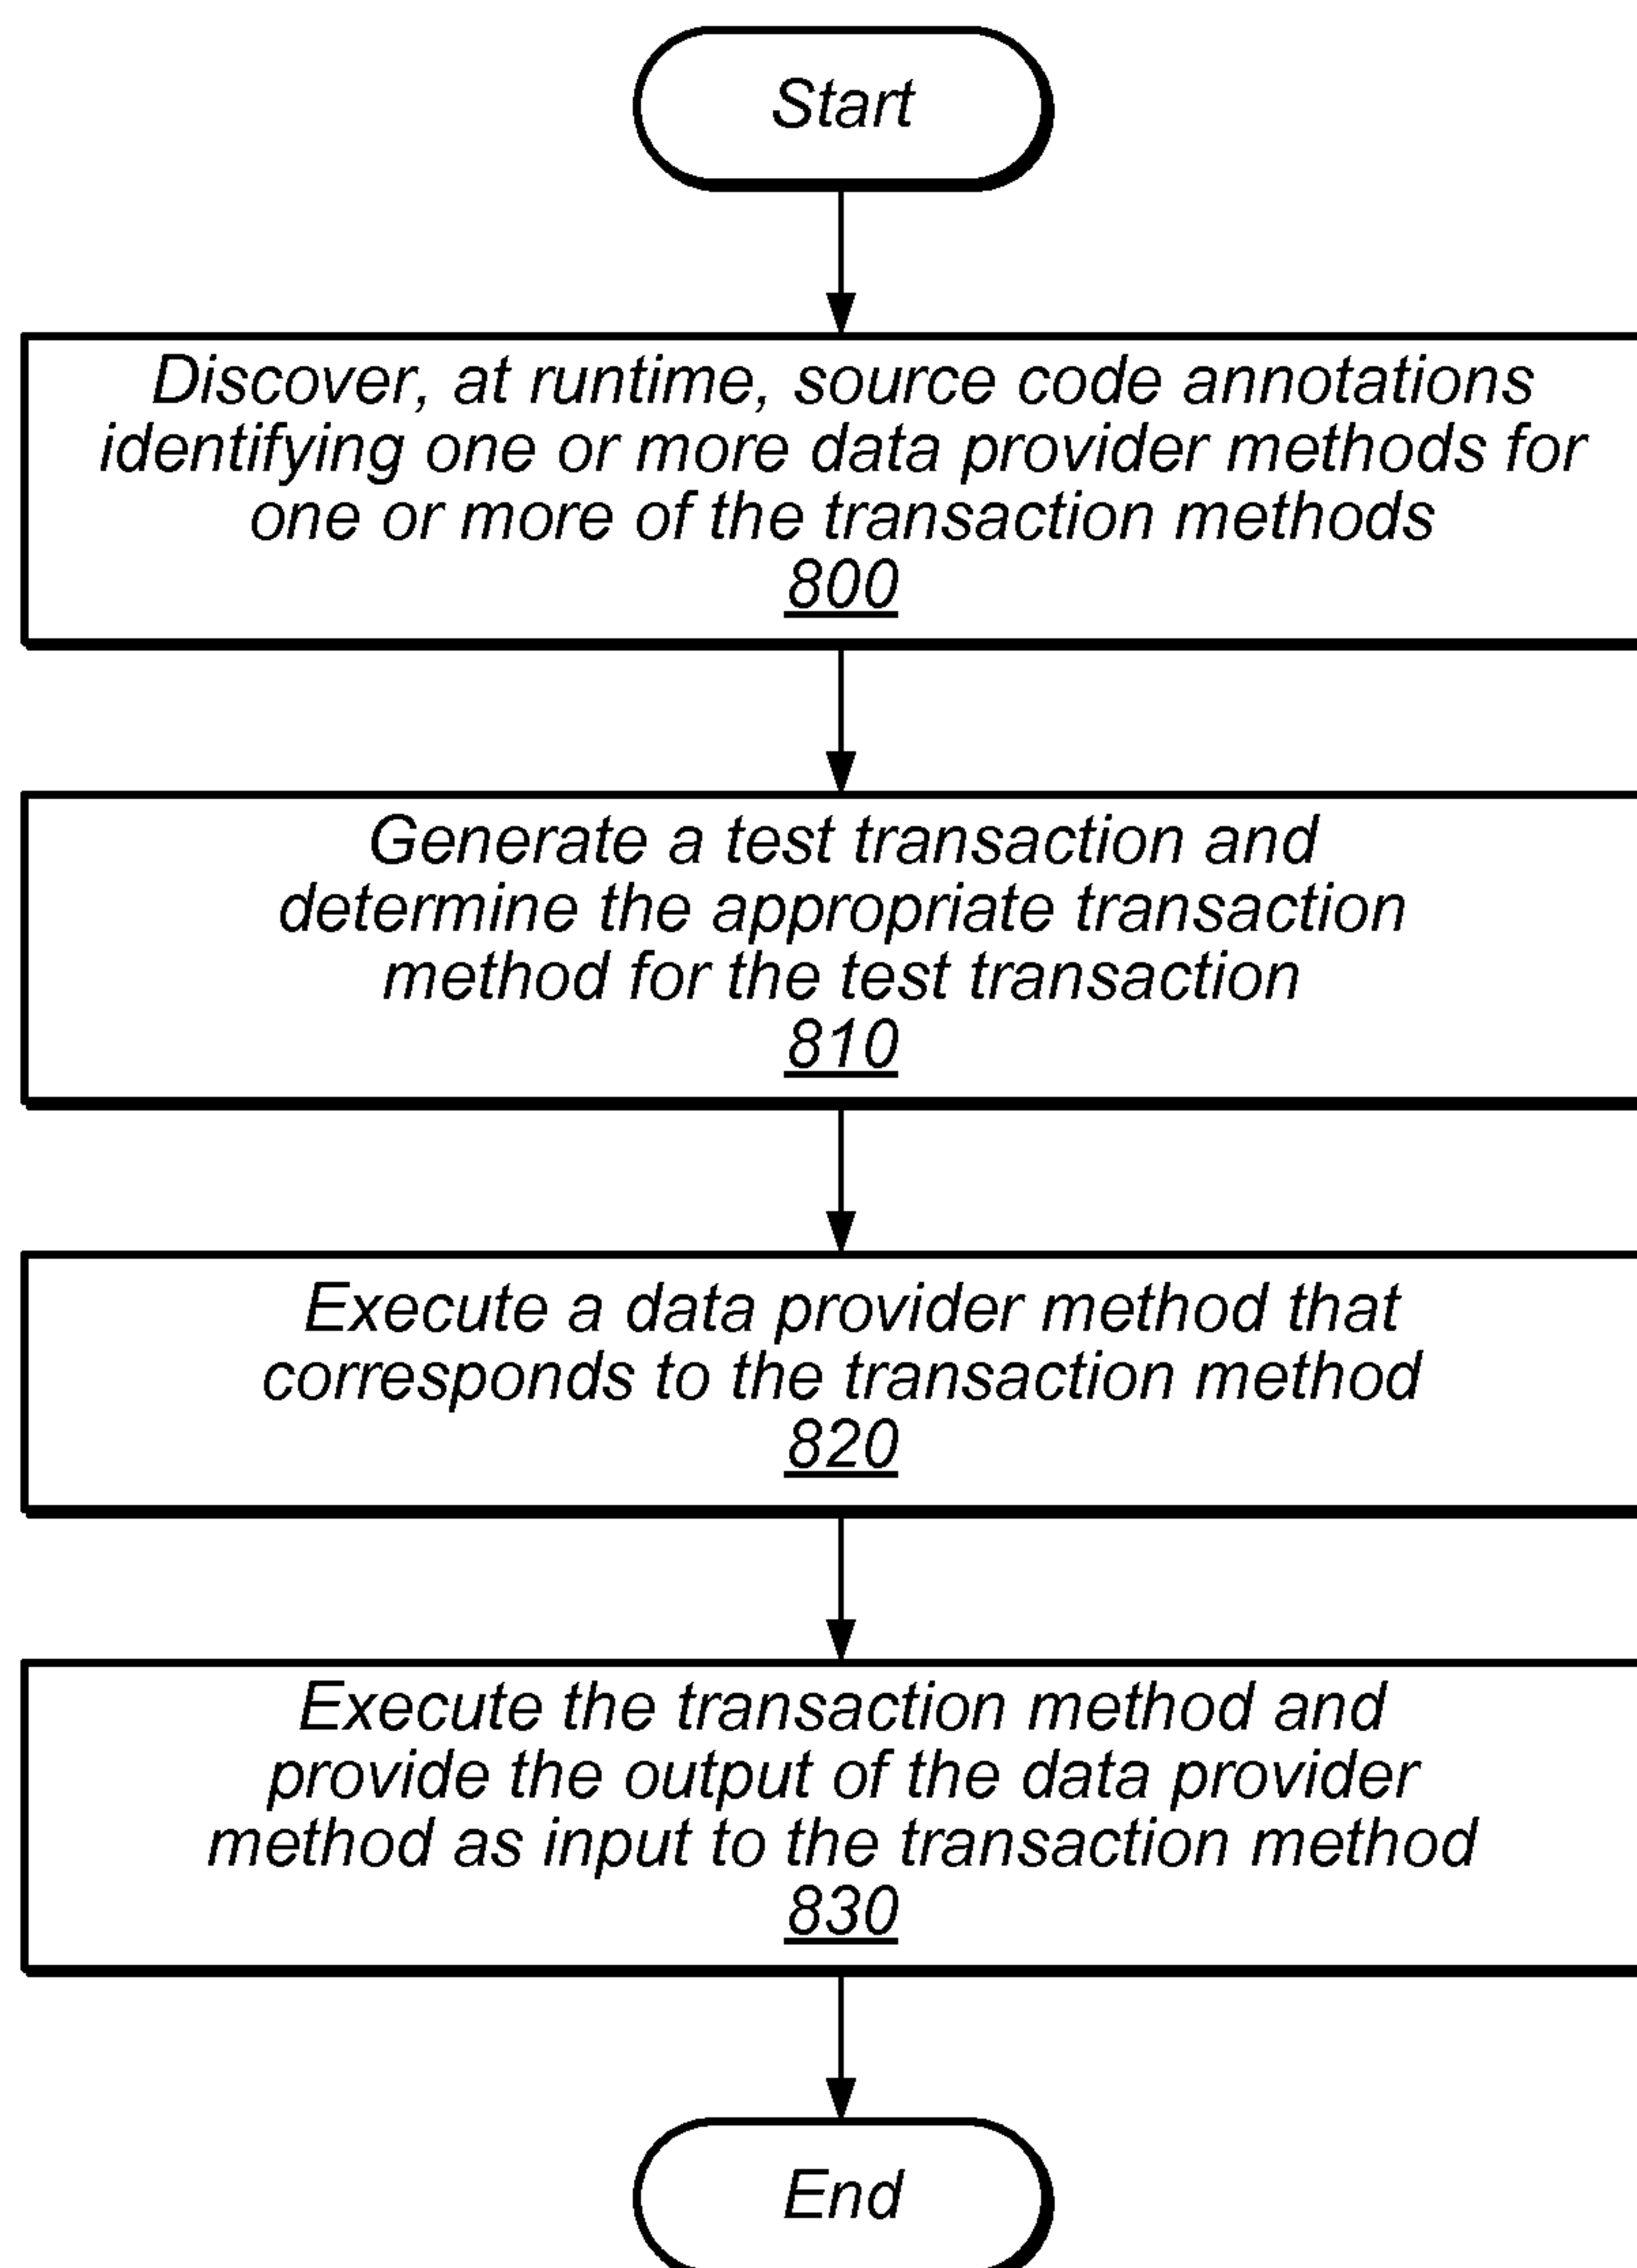 Start
Discover, at runtime, source code annotations
identifying one or more data provider methods for
one or more of the transaction methods
800
Generate a test transaction and
determine the appropriate transaction
method for the test transaction
810
Execute a data provider method that
corresponds to the transaction method
820
Execute the transaction method and
provide the output of the data provider
method as input to the transaction method
830
End